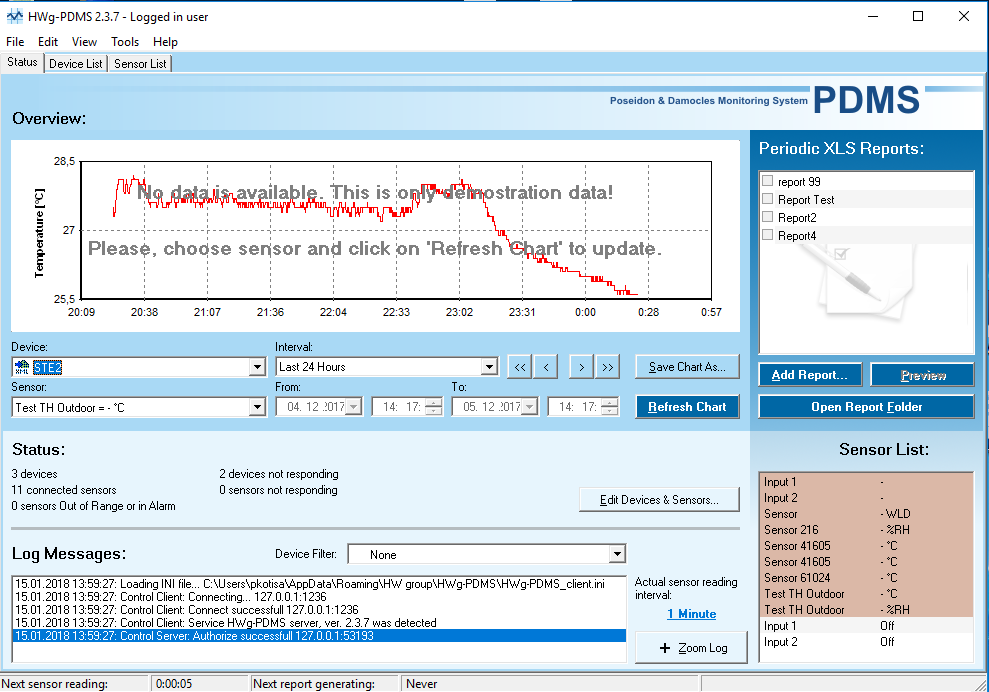 HWg-PDMS 2.3.7 - Logged in user
File Edit View Tools Help
Status Device List Sensor List
Poseidon & Damocles Monitoring System PDMS
Overview:
28,5
27
25,5
Temperature [°C]
No data is available. This is only demostration data!
Please, choose sensor and click on 'Refresh Chart' to update.
20:09 20:38 21:07 21:36 22:04 22:33 23:02 23:31 0:00 0:28 0:57
Device: Interval:
XML STE2 Last 24 Hours << < > >> Save Chart As...
Sensor: From: To:
Test TH Outdoor = - °C 04. 12 .2017 14: 17: 05. 12 .2017 14: 17: Refresh Chart
Periodic XLS Reports:
report 99
Report Test
Report2
Report4
Add Report... Preview
Open Report Folder
Status:
3 devices 2 devices not responding
11 connected sensors 0 sensors not responding
0 sensors Out of Range or in Alarm
Edit Devices & Sensors...
Log Messages: Device Filter: None
15.01.2018 13:59:27: Loading INI file... C:\Users\pkotisa\AppData\Roaming\HW group\HWg-PDMS\HWg-PDMS_client.ini
15.01.2018 13:59:27: Control Client: Connecting... 127.0.0.1:1236
15.01.2018 13:59:27: Control Client: Connect successfull 127.0.0.1:1236
15.01.2018 13:59:27: Control Client: Service HWg-PDMS server, ver. 2.3.7 was detected
15.01.2018 13:59:27: Control Server: Authorize successfull 127.0.0.1:53193
Actual sensor reading
interval:
1 Minute
+ Zoom Log
Sensor List:
Input 1 -
Input 2 -
Sensor - WLD
Sensor 216 - %RH
Sensor 41605 - °C
Sensor 41605 - °C
Sensor 61024 - °C
Test TH Outdoor - °C
Test TH Outdoor - %RH
Input 1 Off
Input 2 Off
Next sensor reading: 0:00:05 Next report generating: Never